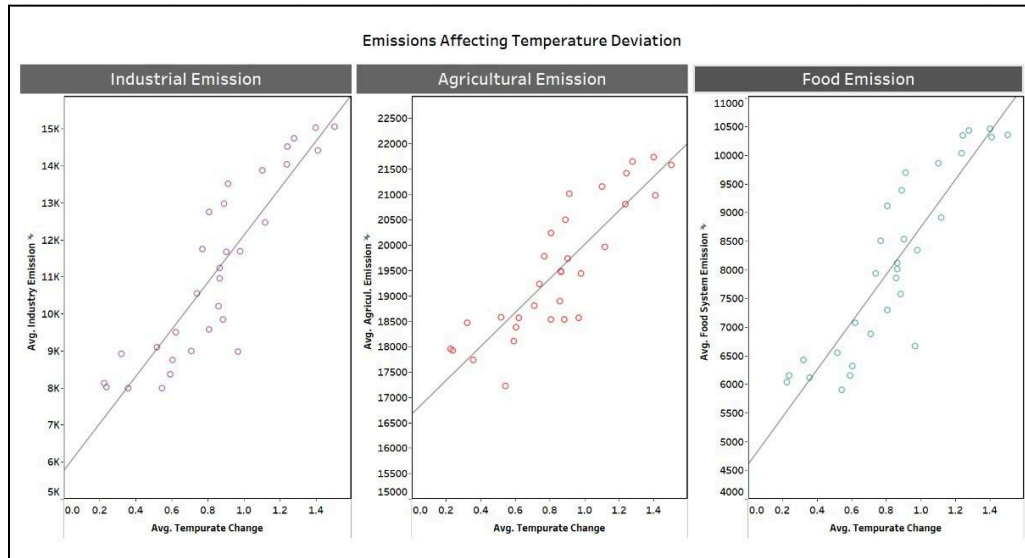 Emissions Affecting Temperature Deviation
Industrial Emission
Agricultural Emission
Food Emission
Avg. Industry Emission
15K
14K
13K
12K
11K
10K
9K
8K
7K
6K
5K
0.0 0.2 0.4 0.6 0.8 1.0 1.2 1.4
Avg. Tempurate Change
Avg. Agricul. Emission
22500
22000
21500
21000
20500
20000
19500
19000
18500
18000
17500
17000
16500
16000
15500
15000
0.0 0.2 0.4 0.6 0.8 1.0 1.2 1.4
Avg. Tempurate Change
Avg. Food System Emission
11000
10500
10000
9500
9000
8500
8000
7500
7000
6500
6000
5500
5000
4500
4000
0.0 0.2 0.4 0.6 0.8 1.0 1.2 1.4
Avg. Tempurate Change